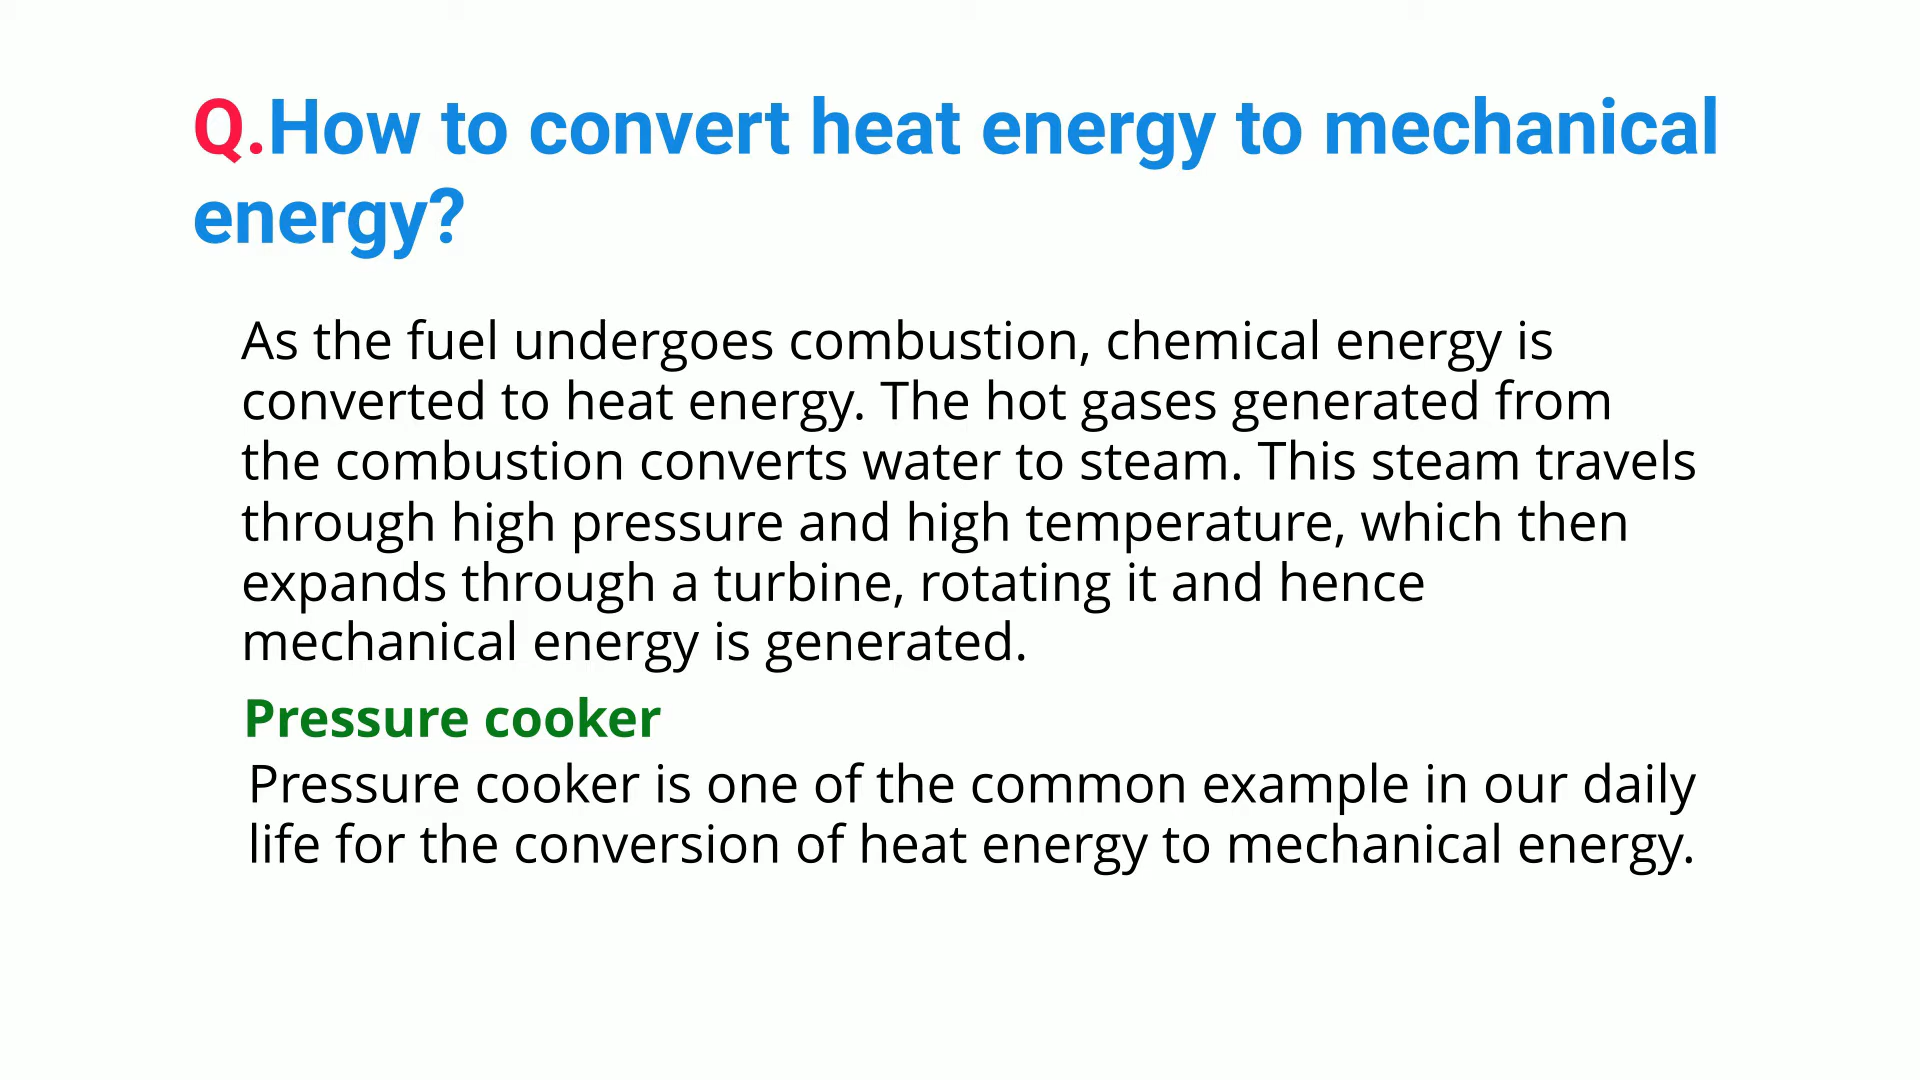 Q.How to convert heat energy to mechanical
energy?
As the fuel undergoes combustion, chemical energy is
converted to heat energy. The hot gases generated from
the combustion converts water to steam. This steam travels
through high pressure and high temperature, which then
expands through a turbine, rotating it and hence
mechanical energy is generated.
Pressure cooker
Pressure cooker is one of the common example in our daily
life for the conversion of heat energy to mechanical energy.